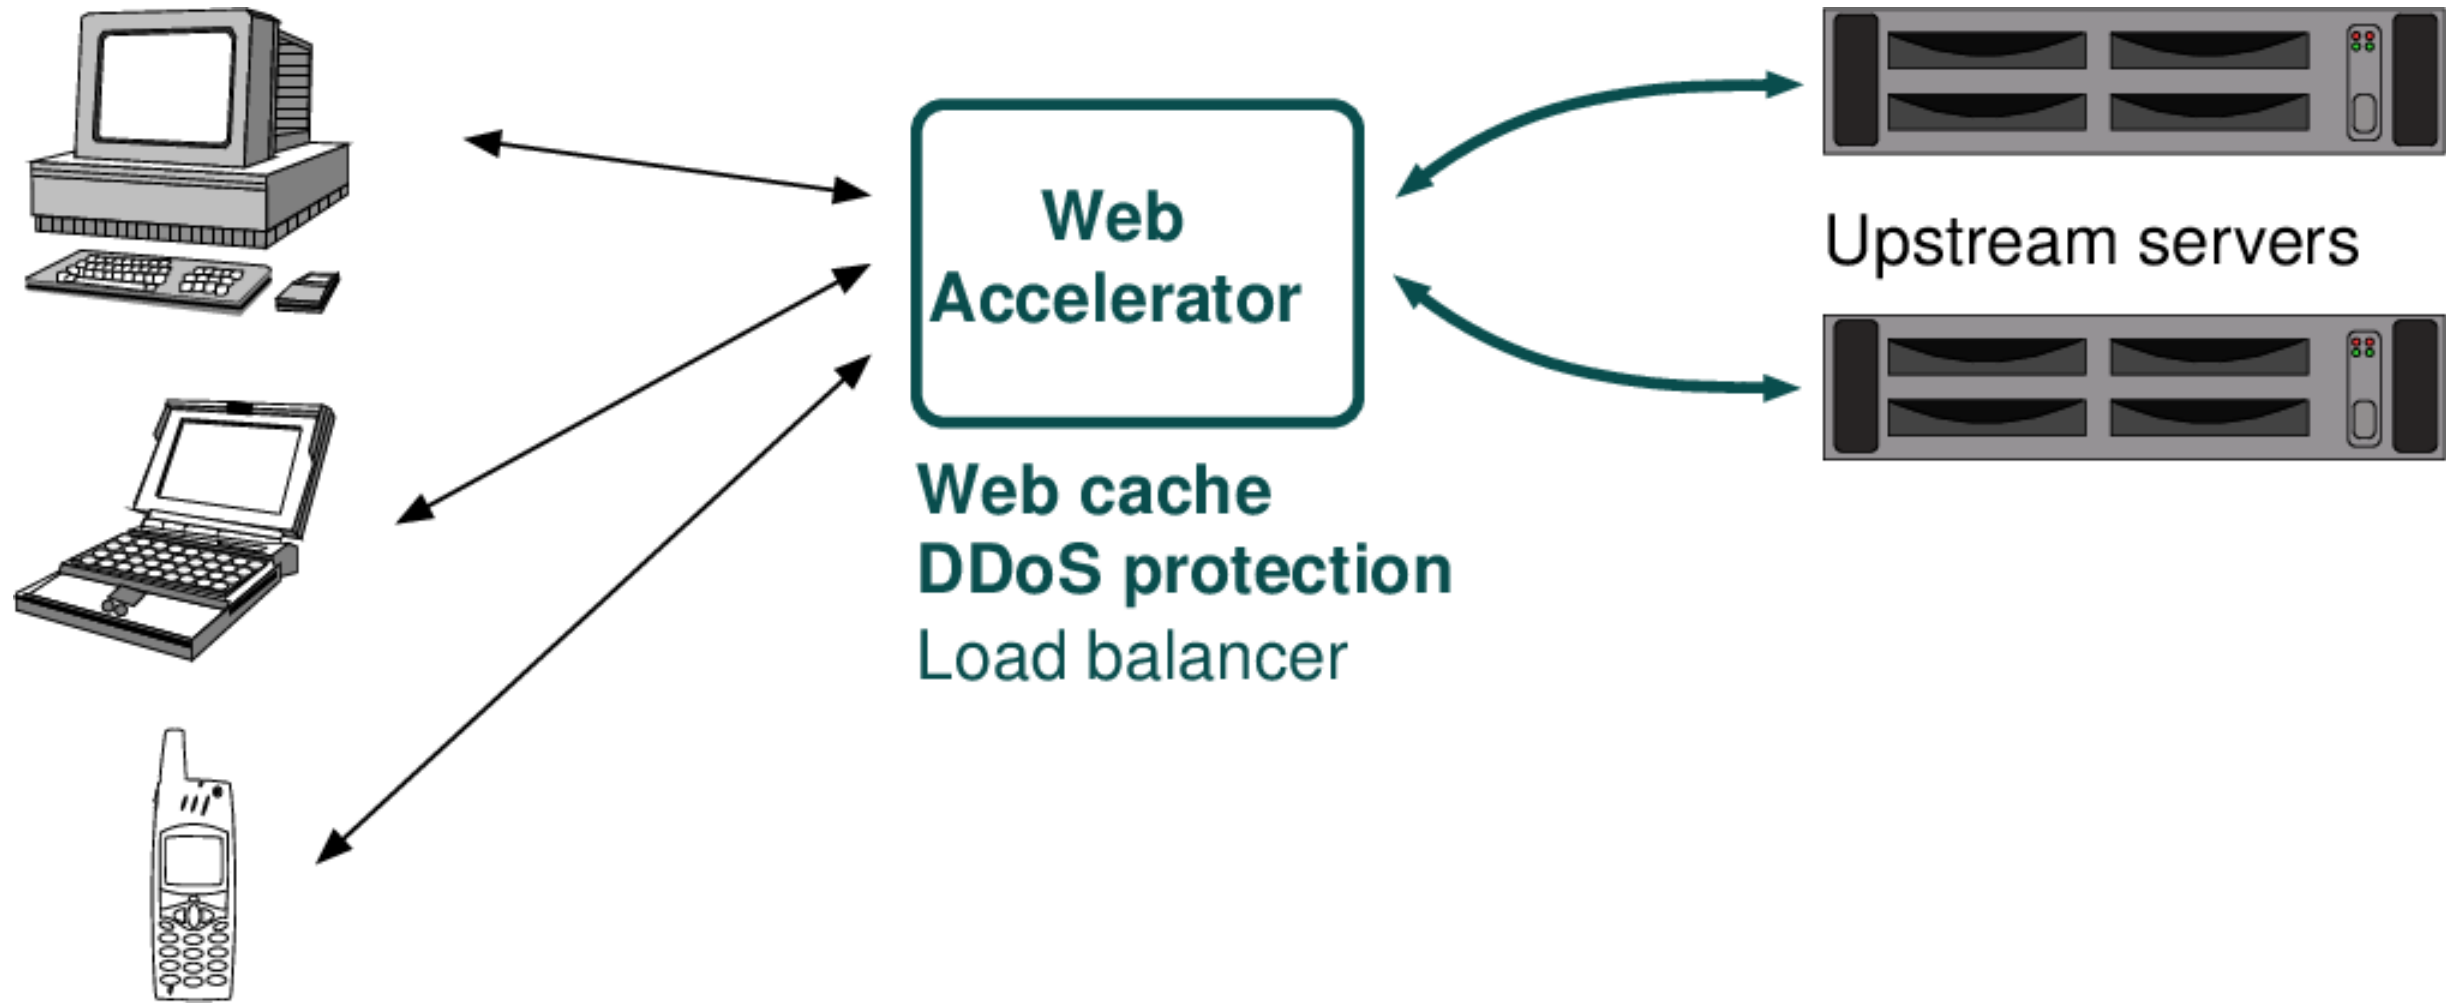 Web
Accelerator
Web cache
DDoS protection
Load balancer
Upstream servers